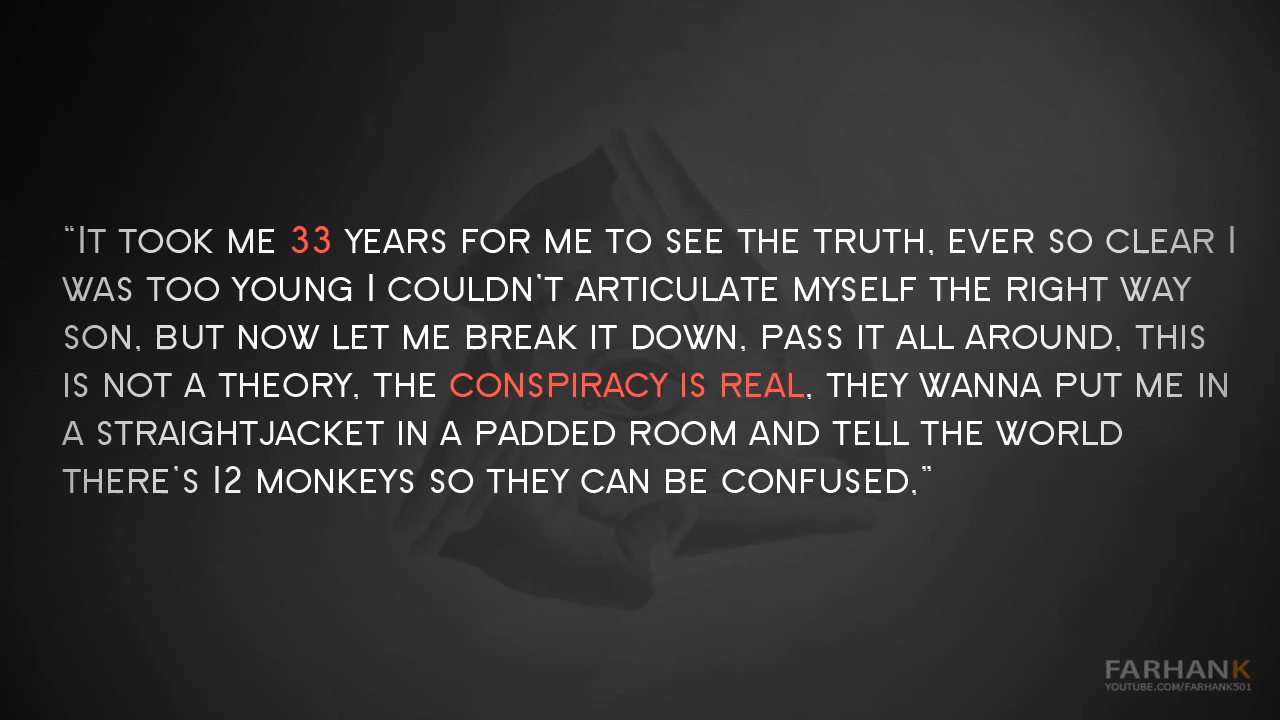 “It took me 33 years for me to see the truth, ever so clear I
was too young I couldn't articulate myself the right way
son, but now let me break it down, pass it all around, this
is not a theory, the conspiracy is real, they wanna put me in
a straightjacket in a padded room and tell the world
there's 12 monkeys so they can be confused,”
FARHANK
YOUTUBE.COM/FARHANK501